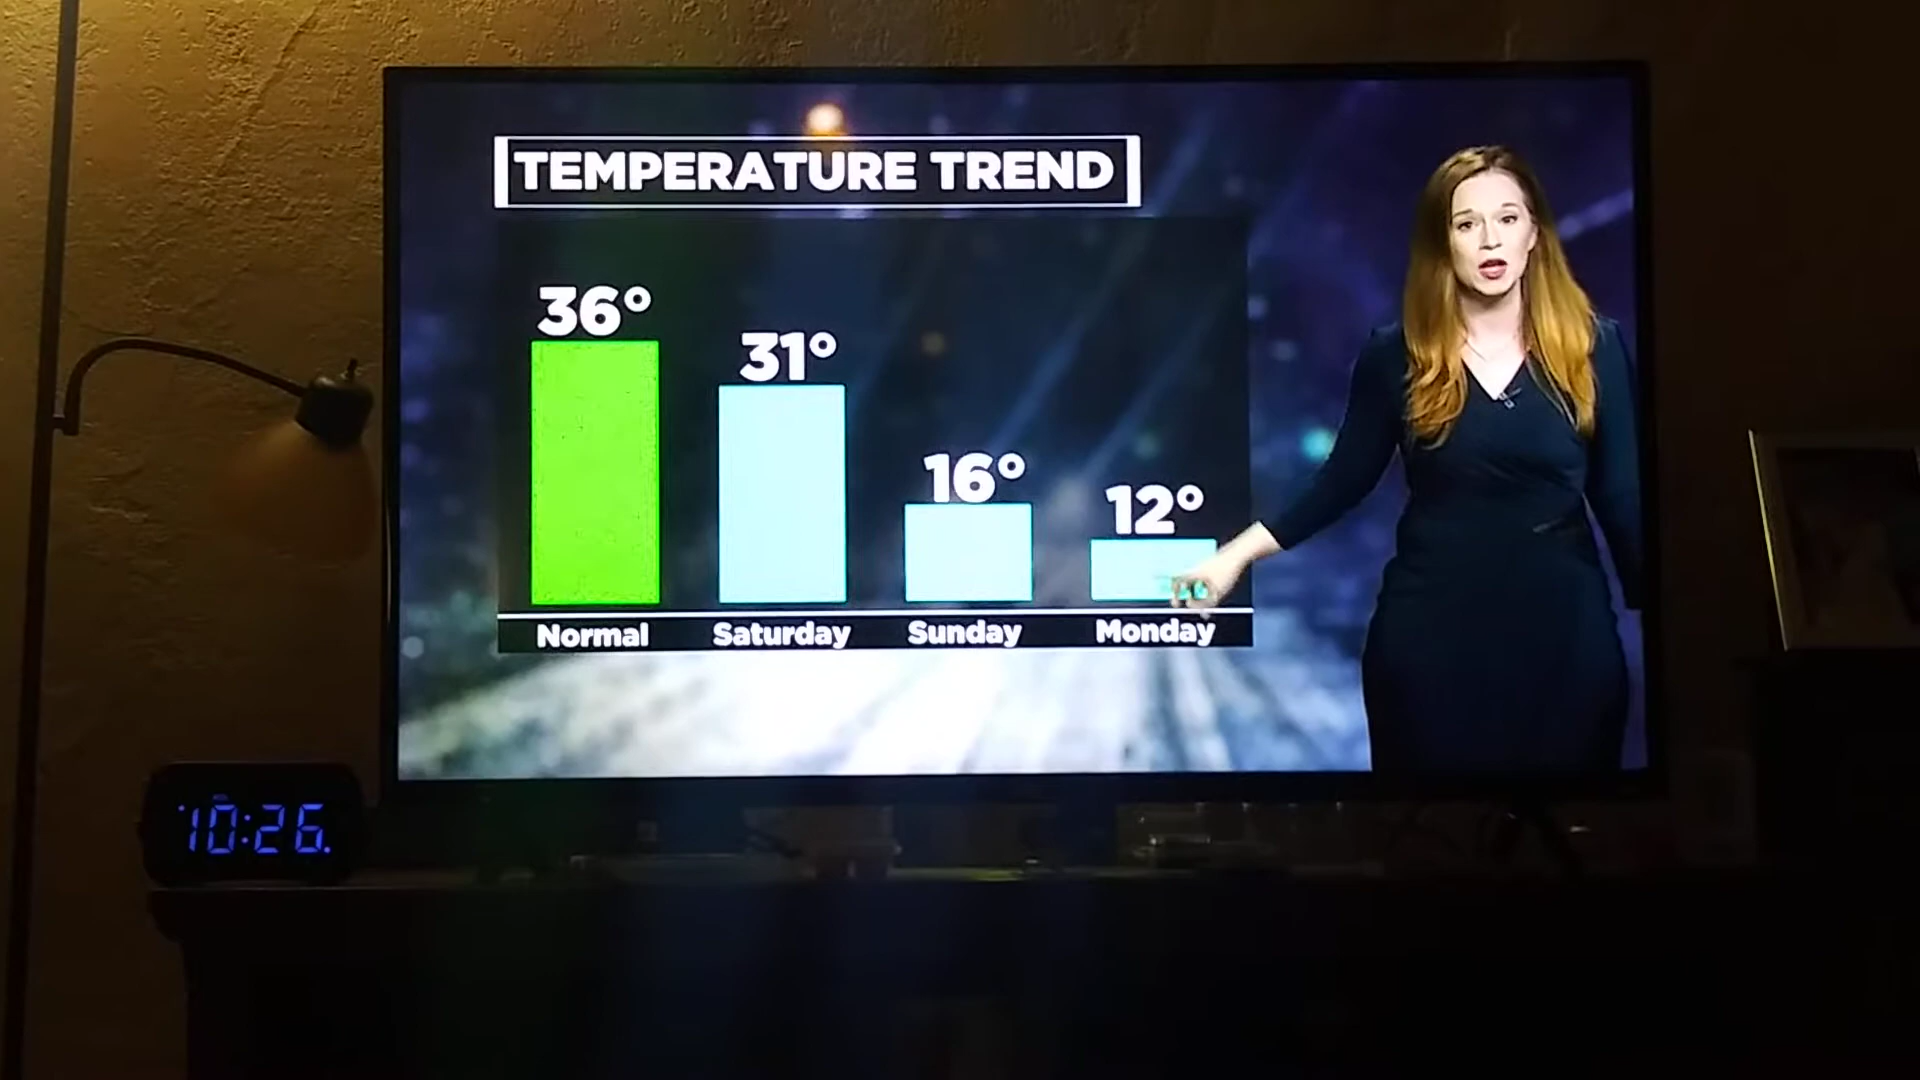 TEMPERATURE TREND
36°
31°
16°
12°
Normal
Saturday
Sunday
Monday
10:26